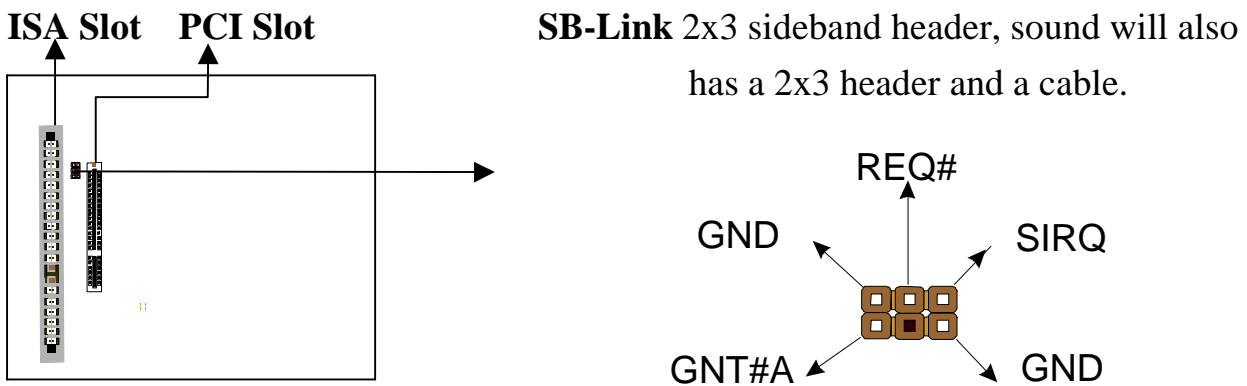 ISA Slot PCI Slot
SB-Link 2x3 sideband header, sound will also
has a 2x3 header and a cable.
REQ#
GND
SIRQ
GNT#A
GND